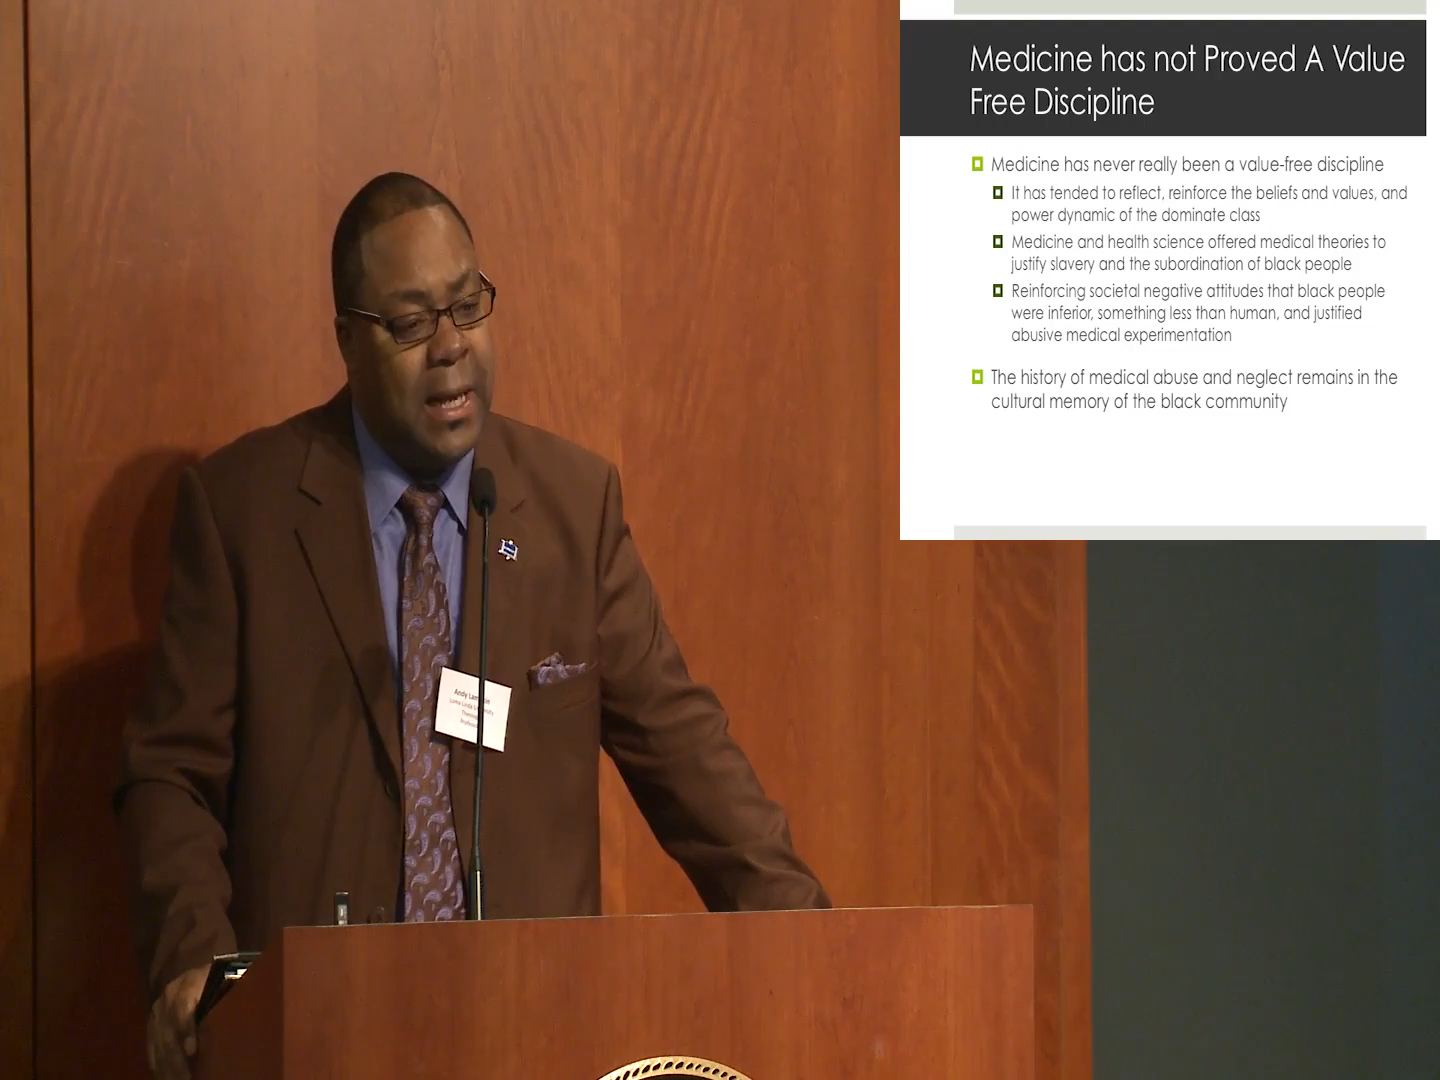 Medicine has not Proved A Value
Free Discipline
Medicine has never really been a value-free discipline
It has tended to reflect, reinforce the beliefs and values, and
power dynamic of the dominate class
Medicine and health science offered medical theories to
justify slavery and the subordination of black people
Reinforcing societal negative attitudes that black people
were inferior, something less than human, and justified
abusive medical experimentation
The history of medical abuse and neglect remains in the
cultural memory of the black community
Andy
Loma Linda